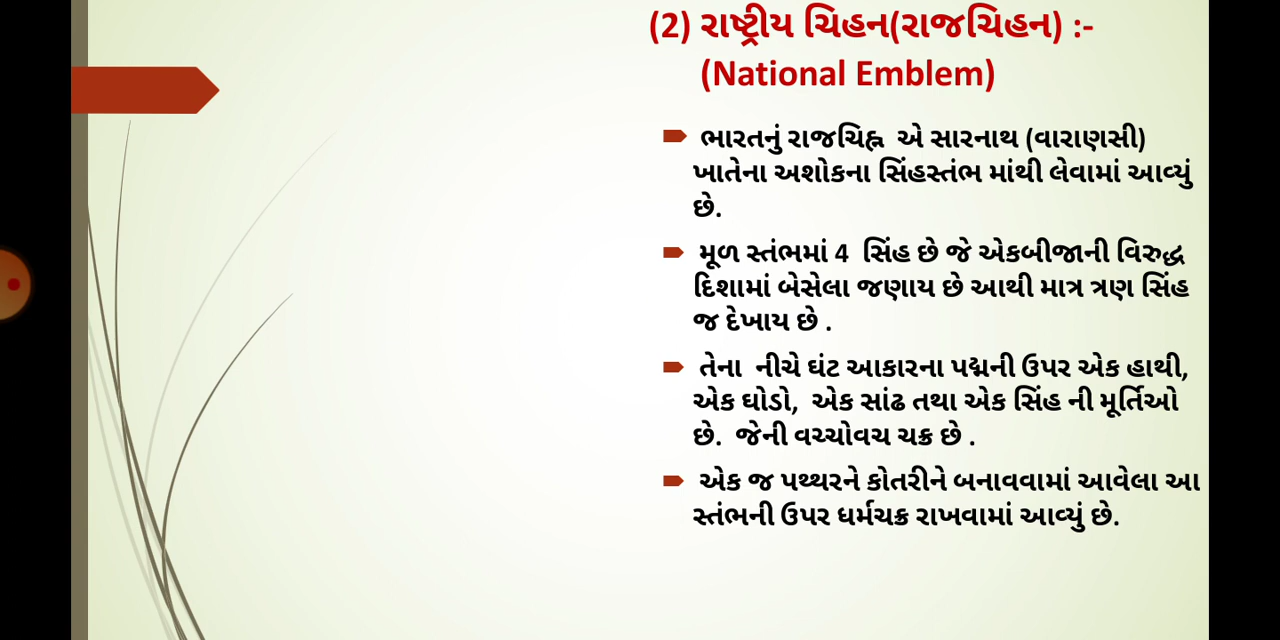 (2) રાષ્ટ્રીય ચિહન(રાજચિહન) :-
(National Emblem)
ભારતનું રાજચિહ્ન એ સારનાથ (વારાણસી)
ખાતેના અશોકના સિંહસ્તંભ માંથી લેવામાં આવ્યું
છે.
મૂળ સ્તંભમાં 4 સિંહ છે જે એકબીજાની વિરુદ્ધ
દિશામાં બેસેલા જણાય છે આથી માત્ર ત્રણ સિંહ
જ દેખાય છે .
તેના નીચે ઘંટ આકારના પદ્મની ઉપર એક હાથી,
એક ઘોડો, એક સાંઢ તથા એક સિંહ ની મૂર્તિઓ
છે. જેની વચ્ચોવચ ચક્ર છે .
એક જ પથ્થરને કોતરીને બનાવવામાં આવેલા આ
સ્તંભની ઉપર ધર્મચક્ર રાખવામાં આવ્યું છે.